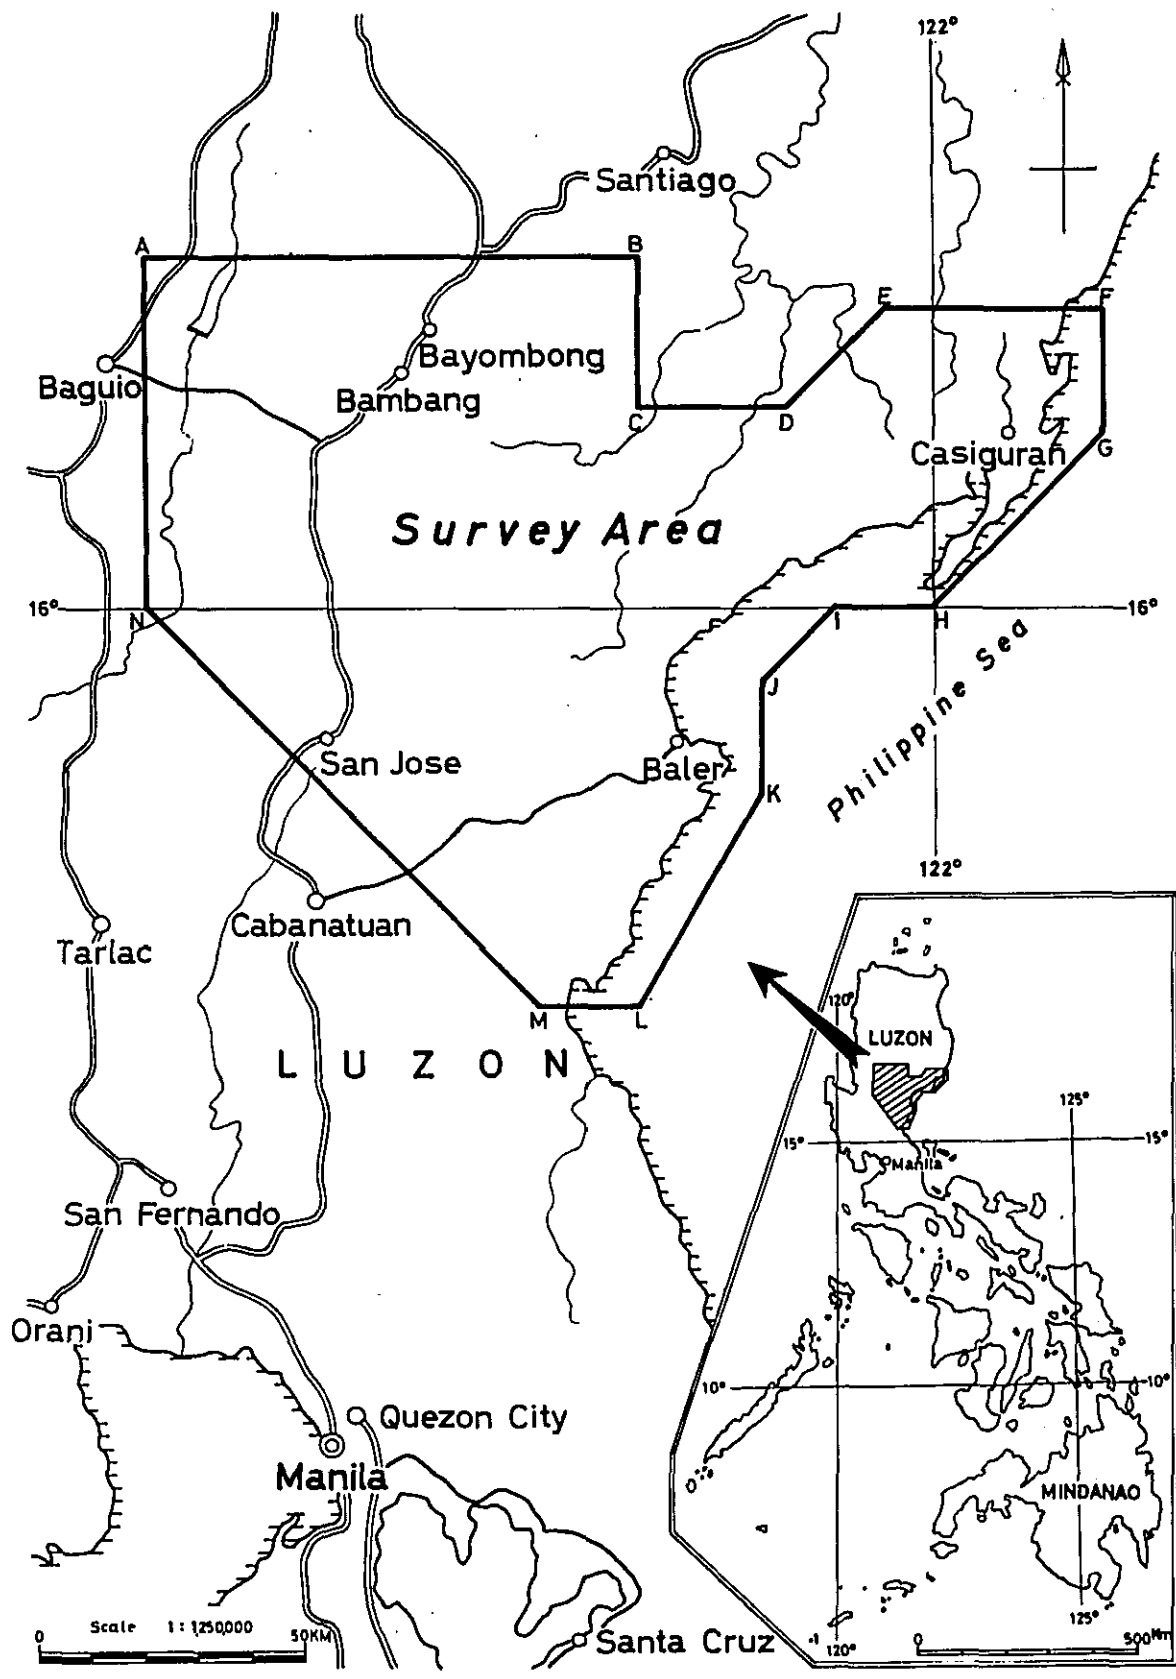 122°
Santiago
A
B
E
F
Bayombong
Baguio
Bambang
C
D
Casiguran
G
Survey Area
16°
N
I
H
16°
Philippine Sea
J
San Jose
Baler
K
122°
Cabanatuan
Tarlac
M
L
LUZON
120°
LUZON
125°
15°
15°
Manila
San Fernando
Orani
10°
10°
Quezon City
Manila
MINDANAO
Scale 1:1,250,000
0
50KM
Santa Cruz
120°
125°
0
500Km